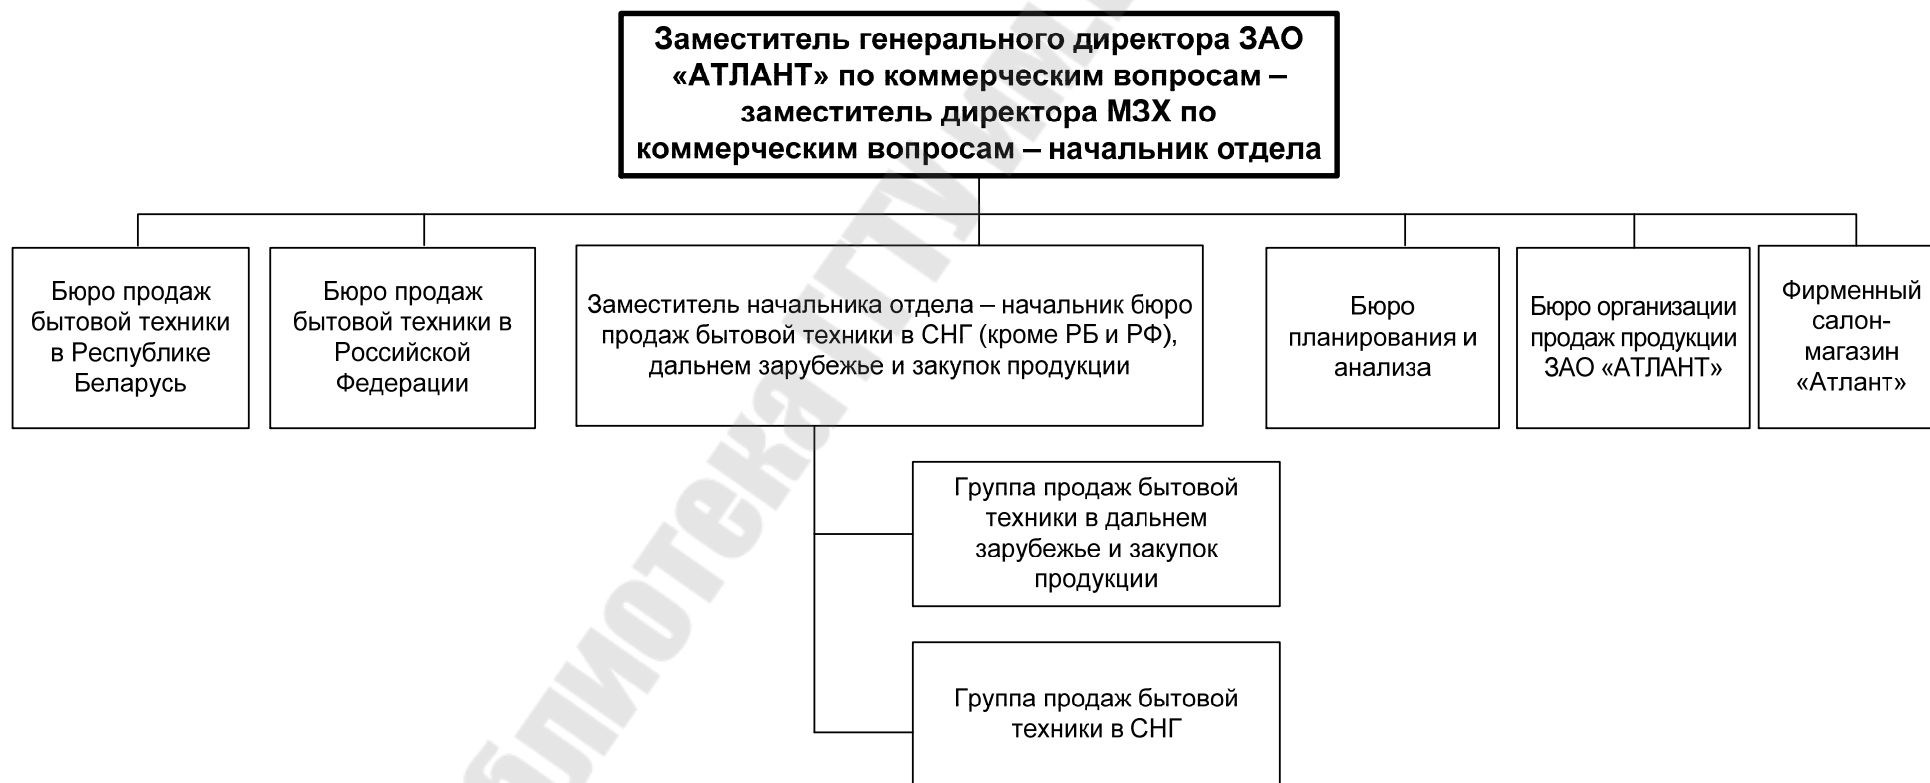 Заместитель генерального директора ЗАО
«АТЛАНТ» по коммерческим вопросам –
заместитель директора МЗХ по
коммерческим вопросам – начальник отдела
Бюро продаж
бытовой техники
в Республике
Беларусь
Бюро продаж
бытовой техники в
Российской
Федерации
Заместитель начальника отдела – начальник бюро
продаж бытовой техники в СНГ (кроме РБ и РФ),
дальнем зарубежье и закупок продукции
Бюро
планирования и
анализа
Бюро организации
продаж продукции
ЗАО «АТЛАНТ»
Фирменный
салон-
магазин
«Атлант»
Группа продаж бытовой
техники в дальнем
зарубежье и закупок
продукции
Группа продаж бытовой
техники в СНГ